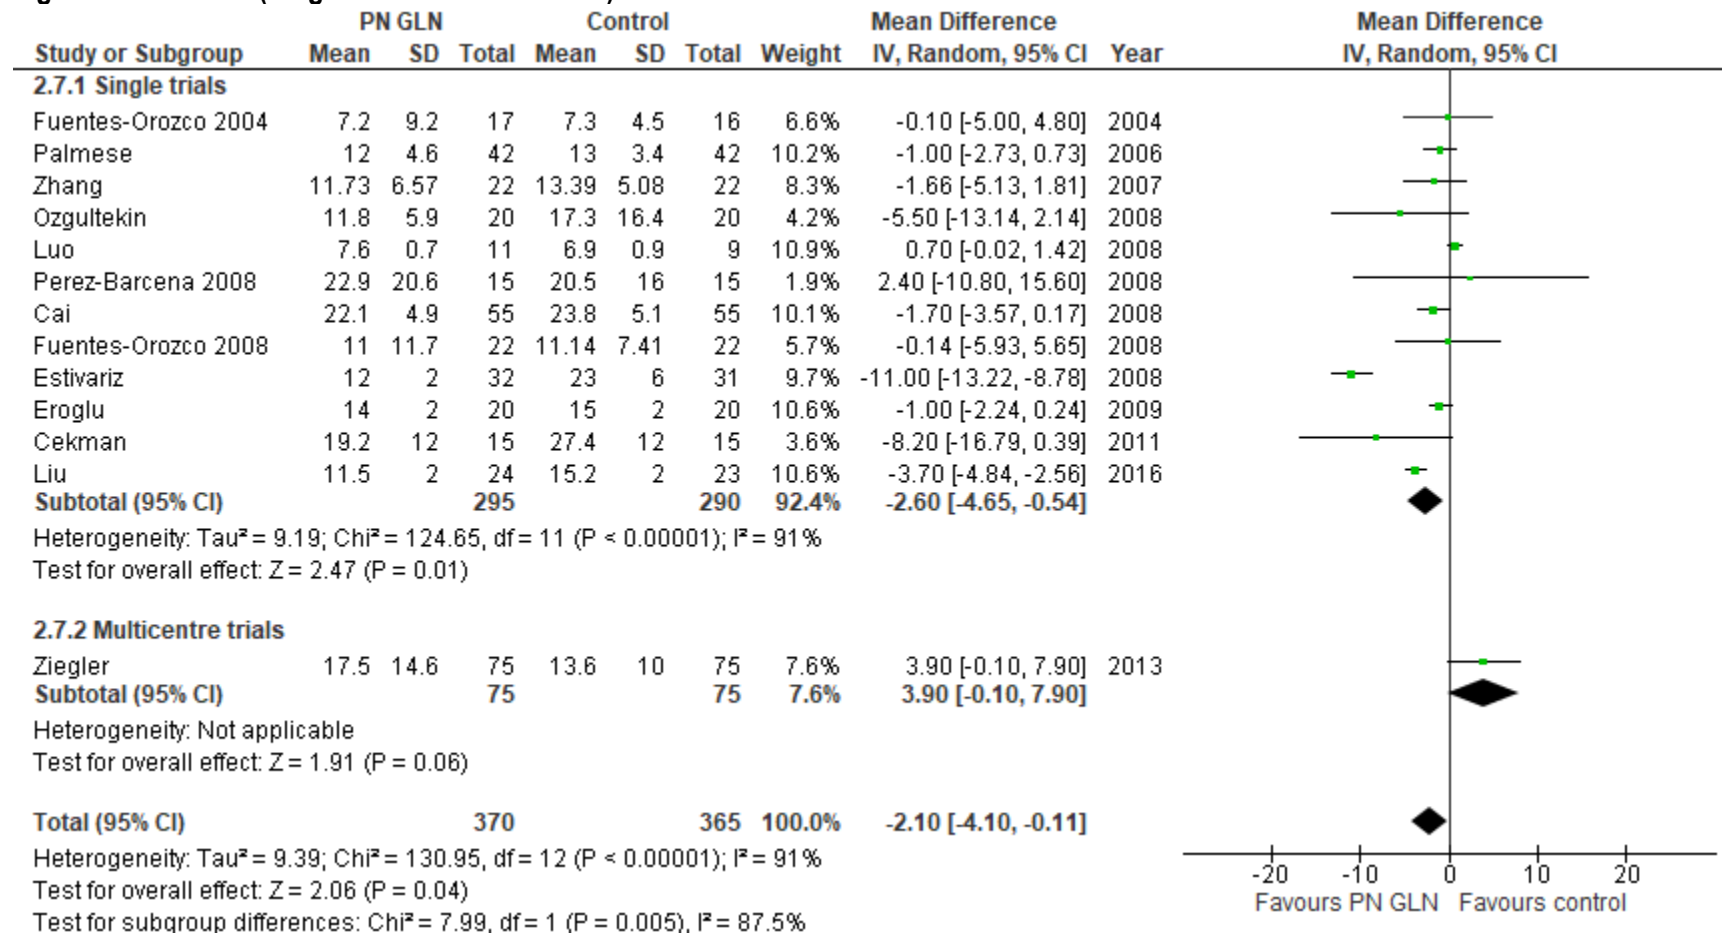 PN GLN Control Mean Difference Mean Difference
Study or Subgroup Mean SD Total Mean SD Total Weight IV, Random, 95% CI Year IV, Random, 95% CI
2.7.1 Single trials
Fuentes-Orozco 2004 7.2 9.2 17 7.3 4.5 16 6.6% -0.10 [-5.00, 4.80] 2004
Palmese 12 4.6 42 13 3.4 42 10.2% -1.00 [-2.73, 0.73] 2006
Zhang 11.73 6.57 22 13.39 5.08 22 8.3% -1.66 [-5.13, 1.81] 2007
Ozgultekin 11.8 5.9 20 17.3 16.4 20 4.2% -5.50 [-13.14, 2.14] 2008
Luo 7.6 0.7 11 6.9 0.9 9 10.9% 0.70 [-0.02, 1.42] 2008
Perez-Barcena 2008 22.9 20.6 15 20.5 16 15 1.9% 2.40 [-10.80, 15.60] 2008
Cai 22.1 4.9 55 23.8 5.1 55 10.1% -1.70 [-3.57, 0.17] 2008
Fuentes-Orozco 2008 11 11.7 22 11.14 7.41 22 5.7% -0.14 [-5.93, 5.65] 2008
Estivariz 12 2 32 23 6 31 9.7% -11.00 [-13.22, -8.78] 2008
Eroglu 14 2 20 15 2 20 10.6% -1.00 [-2.24, 0.24] 2009
Cekman 19.2 12 15 27.4 12 15 3.6% -8.20 [-16.79, 0.39] 2011
Liu 11.5 2 24 15.2 2 23 10.6% -3.70 [-4.84, -2.56] 2016
Subtotal (95% CI) 295 290 92.4% -2.60 [-4.65, -0.54]
Heterogeneity: Tau² = 9.19; Chi² = 124.65, df = 11 (P < 0.00001); I² = 91%
Test for overall effect: Z = 2.47 (P = 0.01)
2.7.2 Multicentre trials
Ziegler 17.5 14.6 75 13.6 10 75 7.6% 3.90 [-0.10, 7.90] 2013
Subtotal (95% CI) 75 75 7.6% 3.90 [-0.10, 7.90]
Heterogeneity: Not applicable
Test for overall effect: Z = 1.91 (P = 0.06)
Total (95% CI) 370 365 100.0% -2.10 [-4.10, -0.11]
Heterogeneity: Tau² = 9.39; Chi² = 130.95, df = 12 (P < 0.00001); I² = 91%
Test for overall effect: Z = 2.06 (P = 0.04)
Test for subgroup differences: Chi² = 7.99, df = 1 (P = 0.005), I² = 87.5%
-20 -10 0 10 20
Favours PN GLN Favours control